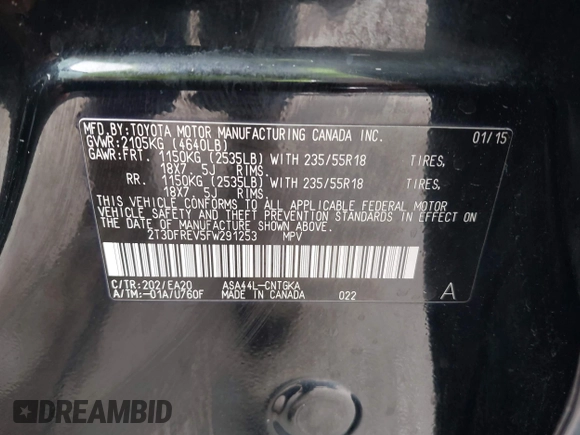 MFD.BY:TOYOTA MOTOR MANUFACTURING CANADA INC. 01/15
GVWR:2105KG (4640LB)
GAWR:FRT. 1150KG (2535LB) WITH 235/55R18 TIRES,
18X7.5J RIMS.
RR. 1150KG (2535LB) WITH 235/55R18 TIRES,
18X7.5J RIMS.
THIS VEHICLE CONFORMS TO ALL APPLICABLE FEDERAL MOTOR
VEHICLE SAFETY AND THEFT PREVENTION STANDARDS IN EFFECT ON
THE DATE OF MANUFACTURE SHOWN ABOVE.
2T3DFREV5FW291253 MPV
C/TR:202/EA20 ASA44L-CNTGKA
A/TM:-01A/U760F MADE IN CANADA 022 A
DREAMBID